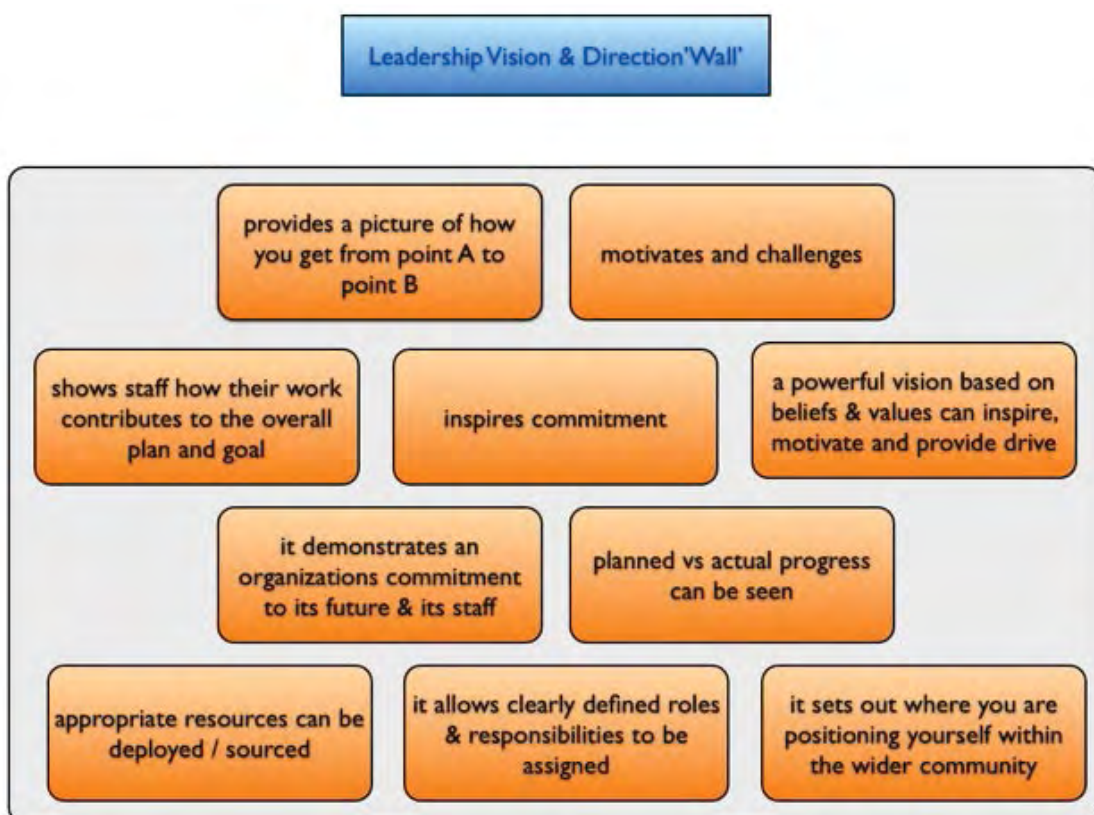 Leadership Vision & Direction'Wall'
provides a picture of how
you get from point A to
point B
motivates and challenges
shows staff how their work
contributes to the overall
plan and goal
inspires commitment
a powerful vision based on
beliefs & values can inspire,
motivate and provide drive
it demonstrates an
organizations commitment
to its future & its staff
planned vs actual progress
can be seen
appropriate resources can be
deployed / sourced
it allows clearly defined roles
& responsibilities to be
assigned
it sets out where you are
positioning yourself within
the wider community